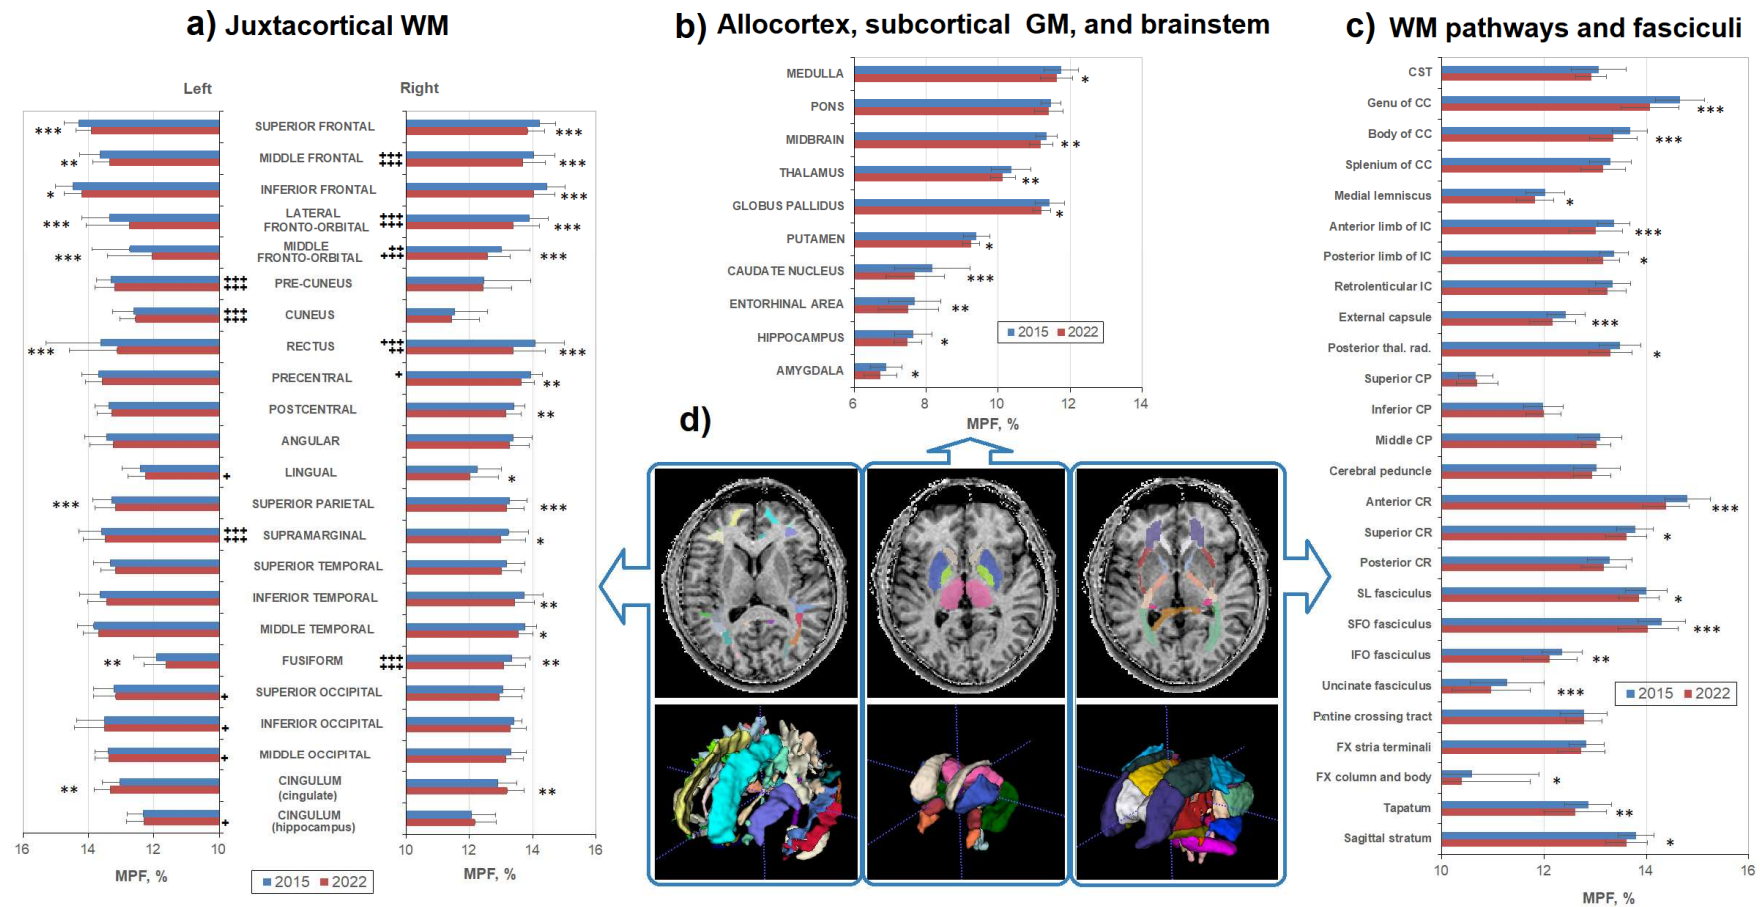 a) Juxtacortical WM
Left
Right
SUPERIOR FRONTAL
*** ***
MIDDLE FRONTAL
** +++ +++ ***
INFERIOR FRONTAL
* ***
LATERAL
FRONTO-ORBITAL
*** +++ +++ ***
MIDDLE
FRONTO-ORBITAL
*** ++ +++ ***
PRE-CUNEUS
+++ +++
CUNEUS
+++ +++
RECTUS
*** +++ ++ ***
PRECENTRAL
+ **
POSTCENTRAL
**
ANGULAR
LINGUAL
+ *
SUPERIOR PARIETAL
*** ***
SUPRAMARGINAL
+++ +++ *
SUPERIOR TEMPORAL
INFERIOR TEMPORAL
**
MIDDLE TEMPORAL
*
FUSIFORM
** +++ +++ **
SUPERIOR OCCIPITAL
+
INFERIOR OCCIPITAL
+
MIDDLE OCCIPITAL
+
CINGULUM
(cingulate)
** **
CINGULUM
(hippocampus)
+
16 14 12 10
10 12 14 16
MPF, %
MPF, %
2015 2022
b) Allocortex, subcortical GM, and brainstem
MEDULLA *
PONS
MIDBRAIN **
THALAMUS **
GLOBUS PALLIDUS *
PUTAMEN *
CAUDATE NUCLEUS ***
ENTORHINAL AREA **
HIPPOCAMPUS *
AMYGDALA *
2015 2022
6 8 10 12 14
MPF, %
d)
c) WM pathways and fasciculi
CST
Genu of CC ***
Body of CC ***
Splenium of CC
Medial lemniscus *
Anterior limb of IC ***
Posterior limb of IC *
Retrolenticular IC
External capsule ***
Posterior thal. rad. *
Superior CP
Inferior CP
Middle CP
Cerebral peduncle
Anterior CR ***
Superior CR *
Posterior CR
SL fasciculus *
SFO fasciculus ***
IFO fasciculus **
Uncinate fasciculus ***
2015 2022
crossing tract
FX stria terminali
FX column and body *
Tapatum **
Sagittal stratum *
10 12 14 16
MPF, %